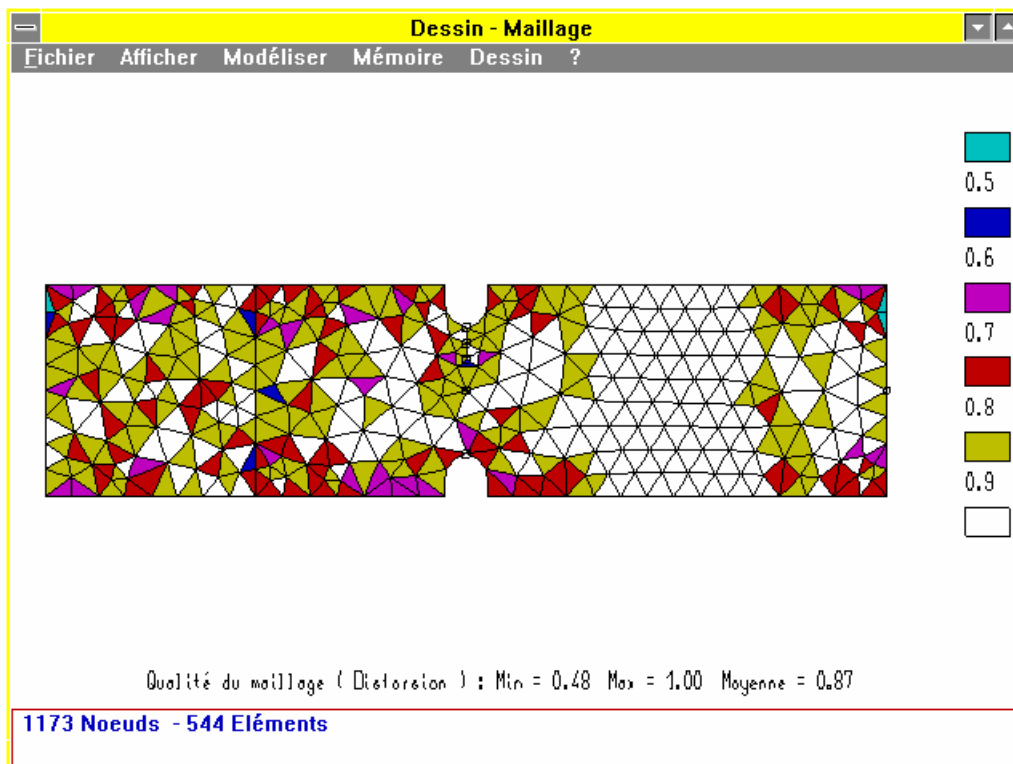 Dessin - Maillage
Fichier Afficher Modéliser Mémoire Dessin ?
0.5
0.6
0.7
0.8
0.9
Qualité du maillage ( Distorsion ) : Min = 0.48 Max = 1.00 Moyenne = 0.87
1173 Noeuds - 544 Eléments